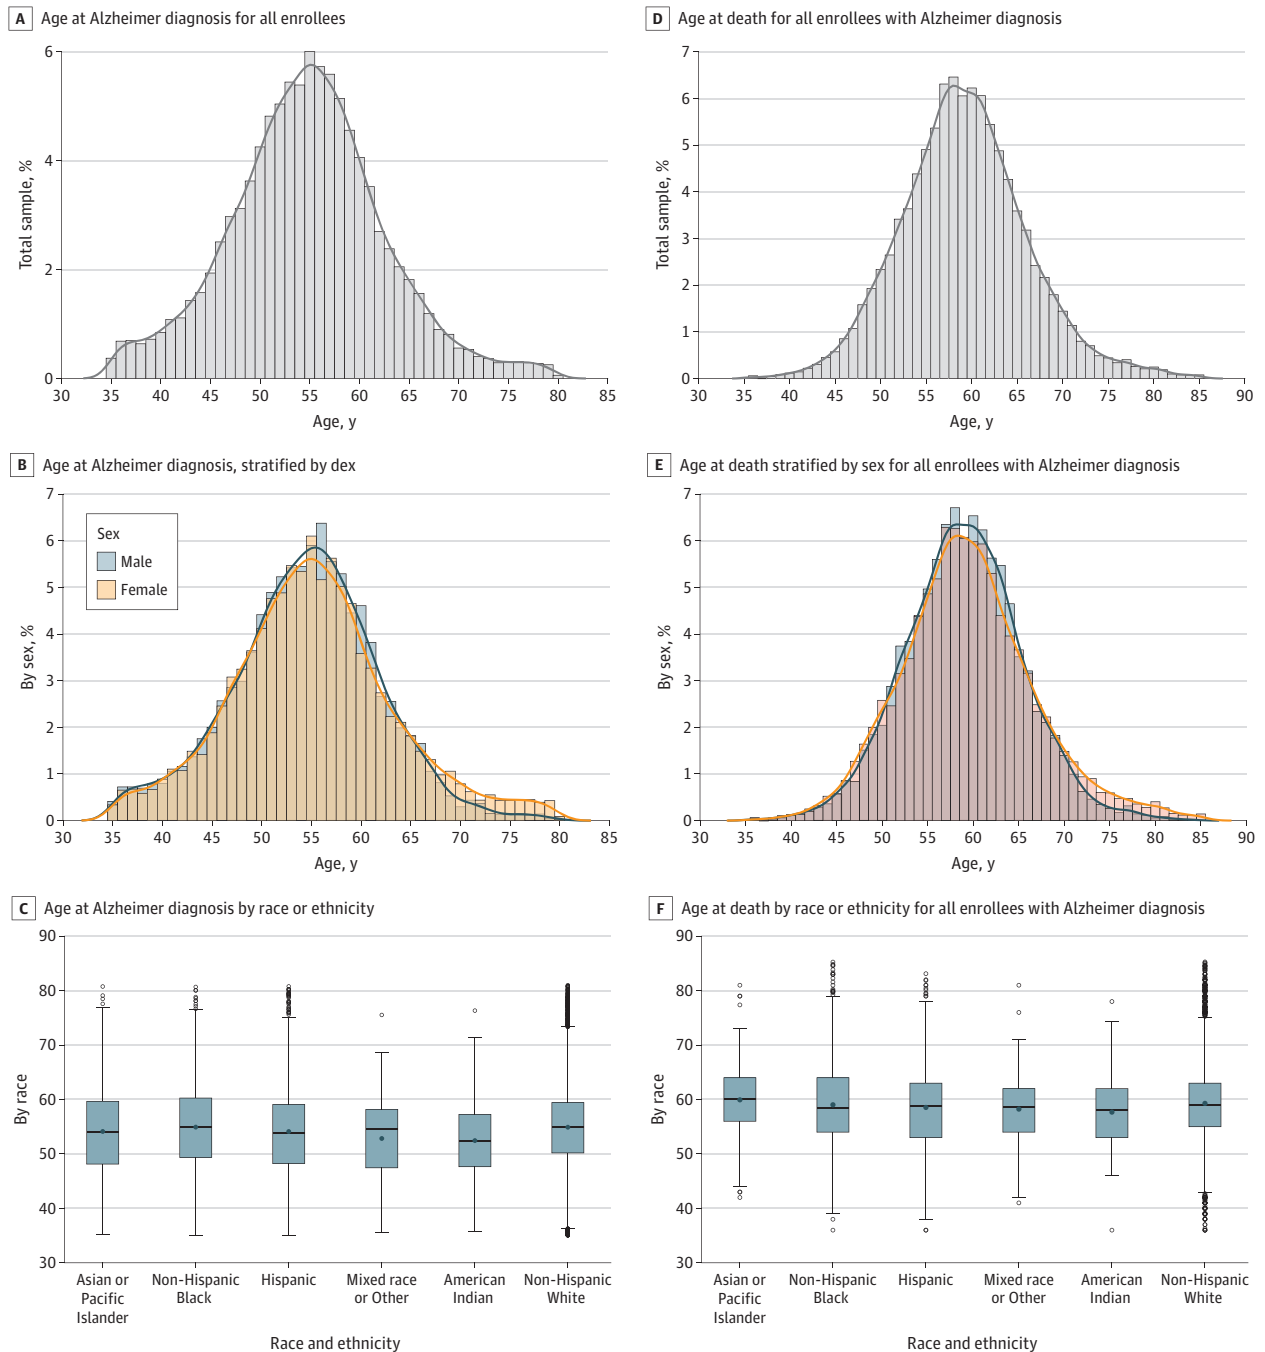 A Age at Alzheimer diagnosis for all enrollees
Total sample, %
6
4
2
0
30 35 40 45 50 55 60 65 70 75 80 85
Age, y
D Age at death for all enrollees with Alzheimer diagnosis
Total sample, %
7
6
5
4
3
2
1
0
30 35 40 45 50 55 60 65 70 75 80 85 90
Age, y
B Age at Alzheimer diagnosis, stratified by dex
By sex, %
7
6
5
4
3
2
1
0
Sex
Male
Female
30 35 40 45 50 55 60 65 70 75 80 85
Age, y
E Age at death stratified by sex for all enrollees with Alzheimer diagnosis
By sex, %
7
6
5
4
3
2
1
0
30 35 40 45 50 55 60 65 70 75 80 85 90
Age, y
C Age at Alzheimer diagnosis by race or ethnicity
By race
90
80
70
60
50
40
30
Asian or
Pacific
Islander
Non-Hispanic
Black
Hispanic
Mixed race
or Other
American
Indian
Non-Hispanic
White
Race and ethnicity
F Age at death by race or ethnicity for all enrollees with Alzheimer diagnosis
By race
90
80
70
60
50
40
30
Asian or
Pacific
Islander
Non-Hispanic
Black
Hispanic
Mixed race
or Other
American
Indian
Non-Hispanic
White
Race and ethnicity